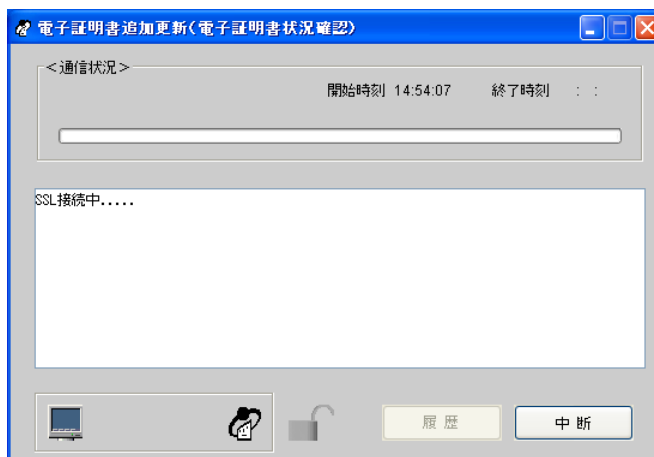 電子証明書追加更新(電子証明書状況確認)
＜通信状況＞
開始時刻 14:54:07 終了時刻 : :
SSL接続中.....
履歴 中断